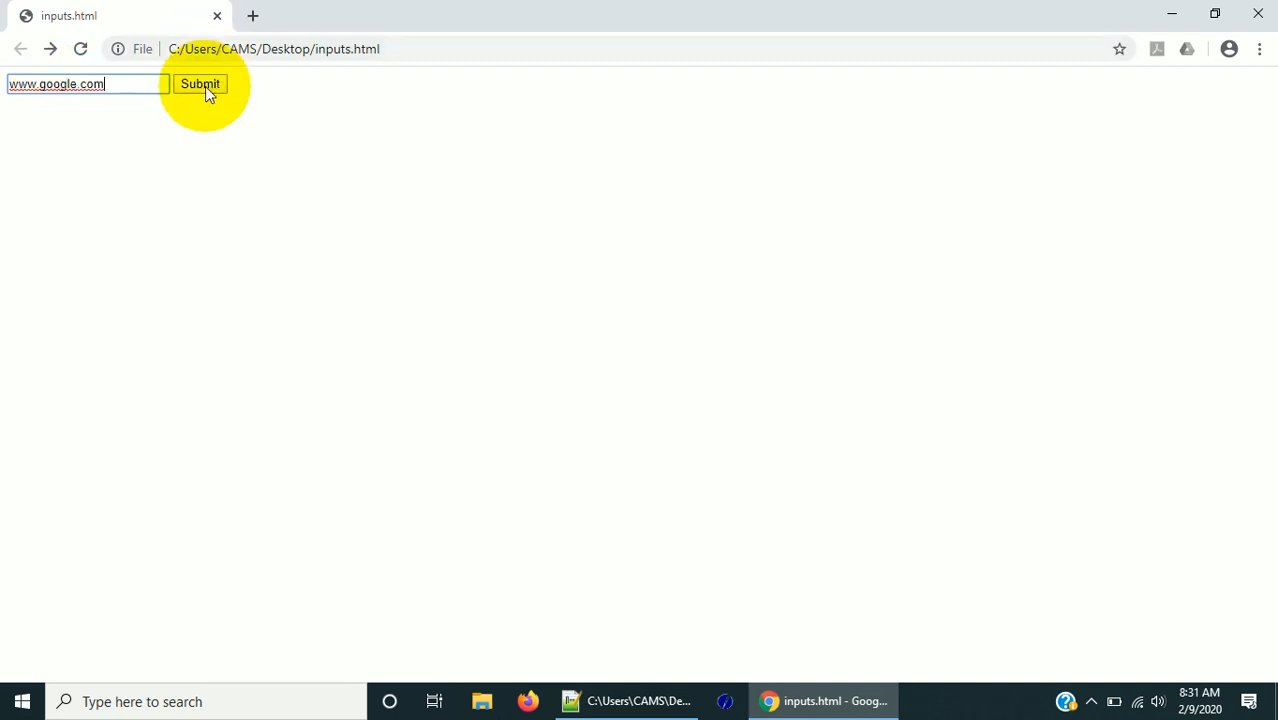 inputs.html
File
C:/Users/CAMS/Desktop/inputs.html
www.google.com
Submit
Type here to search
C:\Users\CAMS\De...
inputs.html - Goog...
8:31 AM
2/9/2020